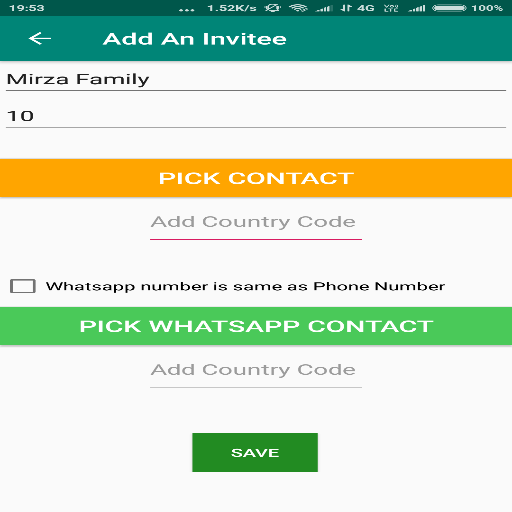 19:53 ... 1.52K/s 4G VoLTE 100%
Add An Invitee
Mirza Family
10
PICK CONTACT
Add Country Code
Whatsapp number is same as Phone Number
PICK WHATSAPP CONTACT
Add Country Code
SAVE